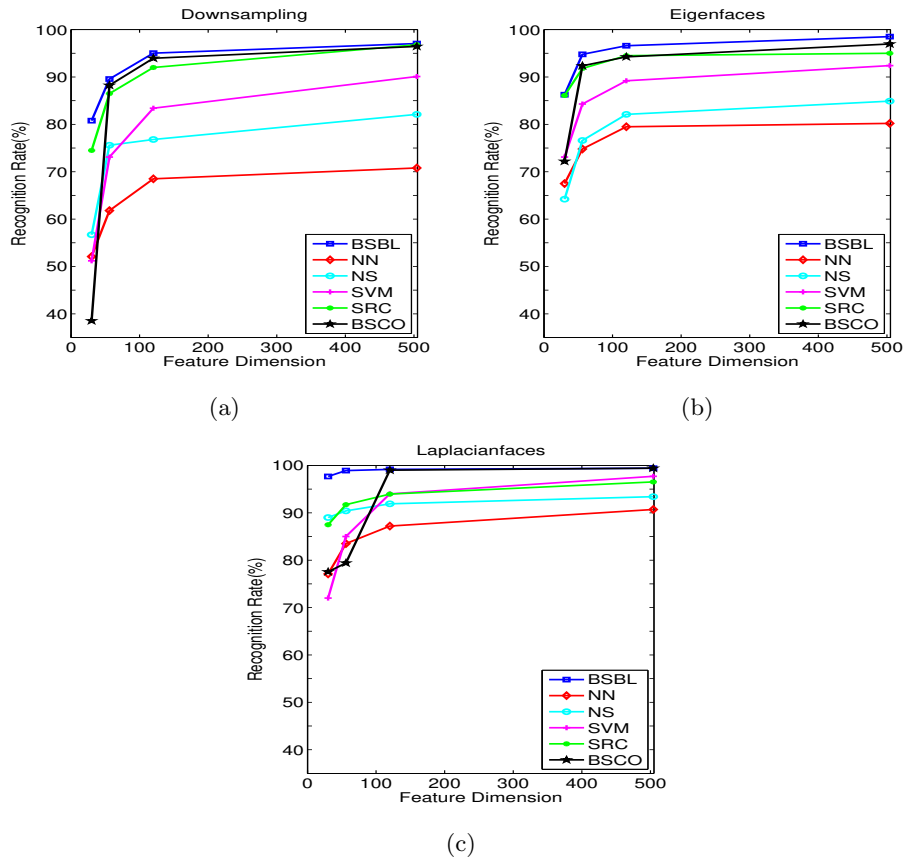 Downsampling
100
90
80
70
60
50
40
Recognition Rate(%)
BSBL
NN
NS
SVM
SRC
BSCO
0 100 200 300 400 500
Feature Dimension
(a)
Eigenfaces
100
90
80
70
60
50
40
Recognition Rate(%)
BSBL
NN
NS
SVM
SRC
BSCO
0 100 200 300 400 500
Feature Dimension
(b)
Laplacianfaces
100
90
80
70
60
50
40
Recognition Rate(%)
BSBL
NN
NS
SVM
SRC
BSCO
0 100 200 300 400 500
Feature Dimension
(c)